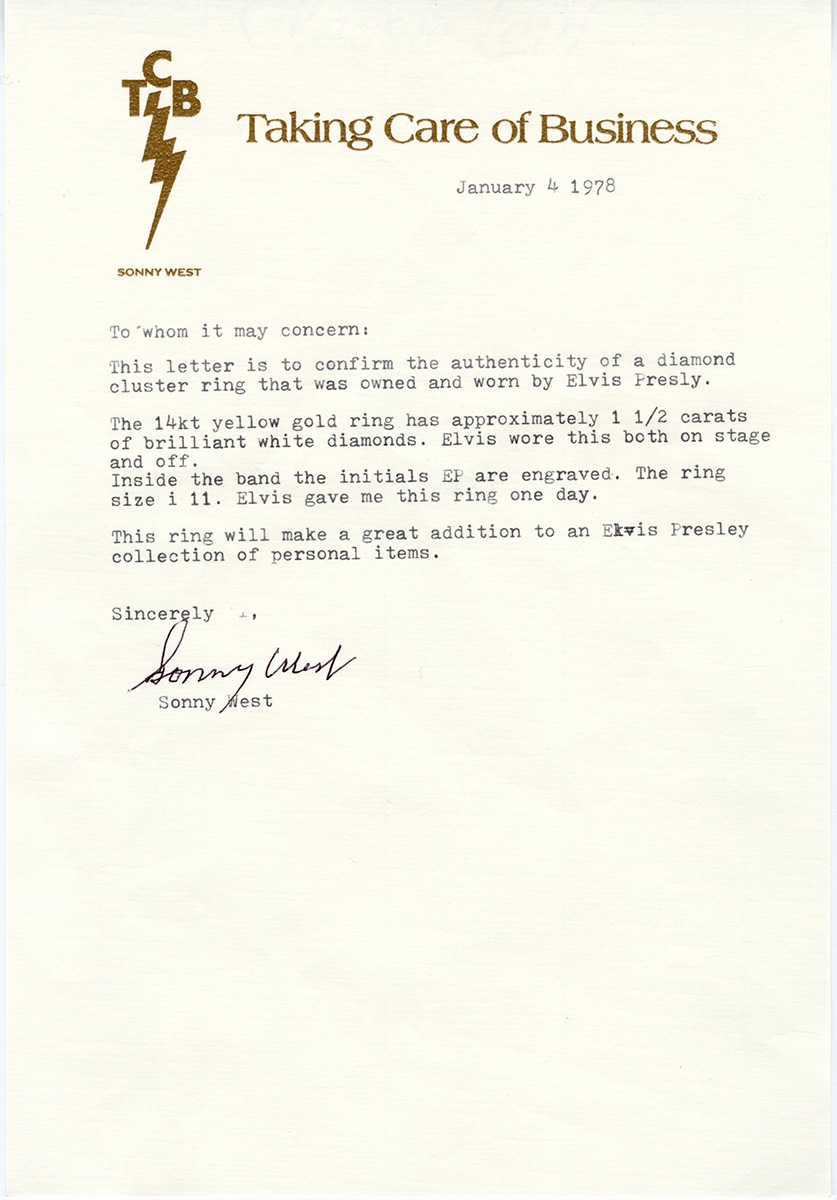 TCB
Taking Care of Business
January 4 1978
SONNY WEST
To whom it may concern:
This letter is to confirm the authenticity of a diamond
cluster ring that was owned and worn by Elvis Presly.
The 14kt yellow gold ring has approximately 1 1/2 carats
of brilliant white diamonds. Elvis wore this both on stage
and off.
Inside the band the initials EP are engraved. The ring
size i 11. Elvis gave me this ring one day.
This ring will make a great addition to an Elvis Presley
collection of personal items.
Sincerely ,
Sonny West
Sonny West